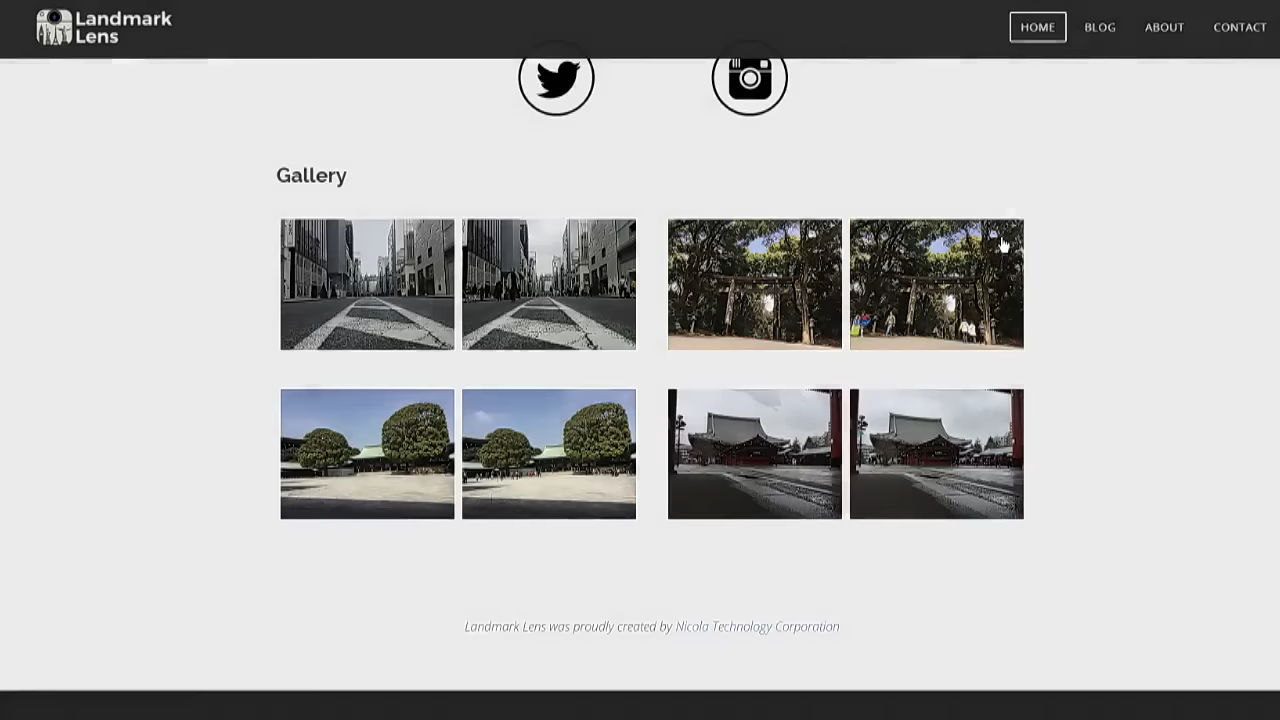 Landmark
Lens
HOME
BLOG
ABOUT
CONTACT
Gallery
Landmark Lens was proudly created by Nicola Technology Corporation